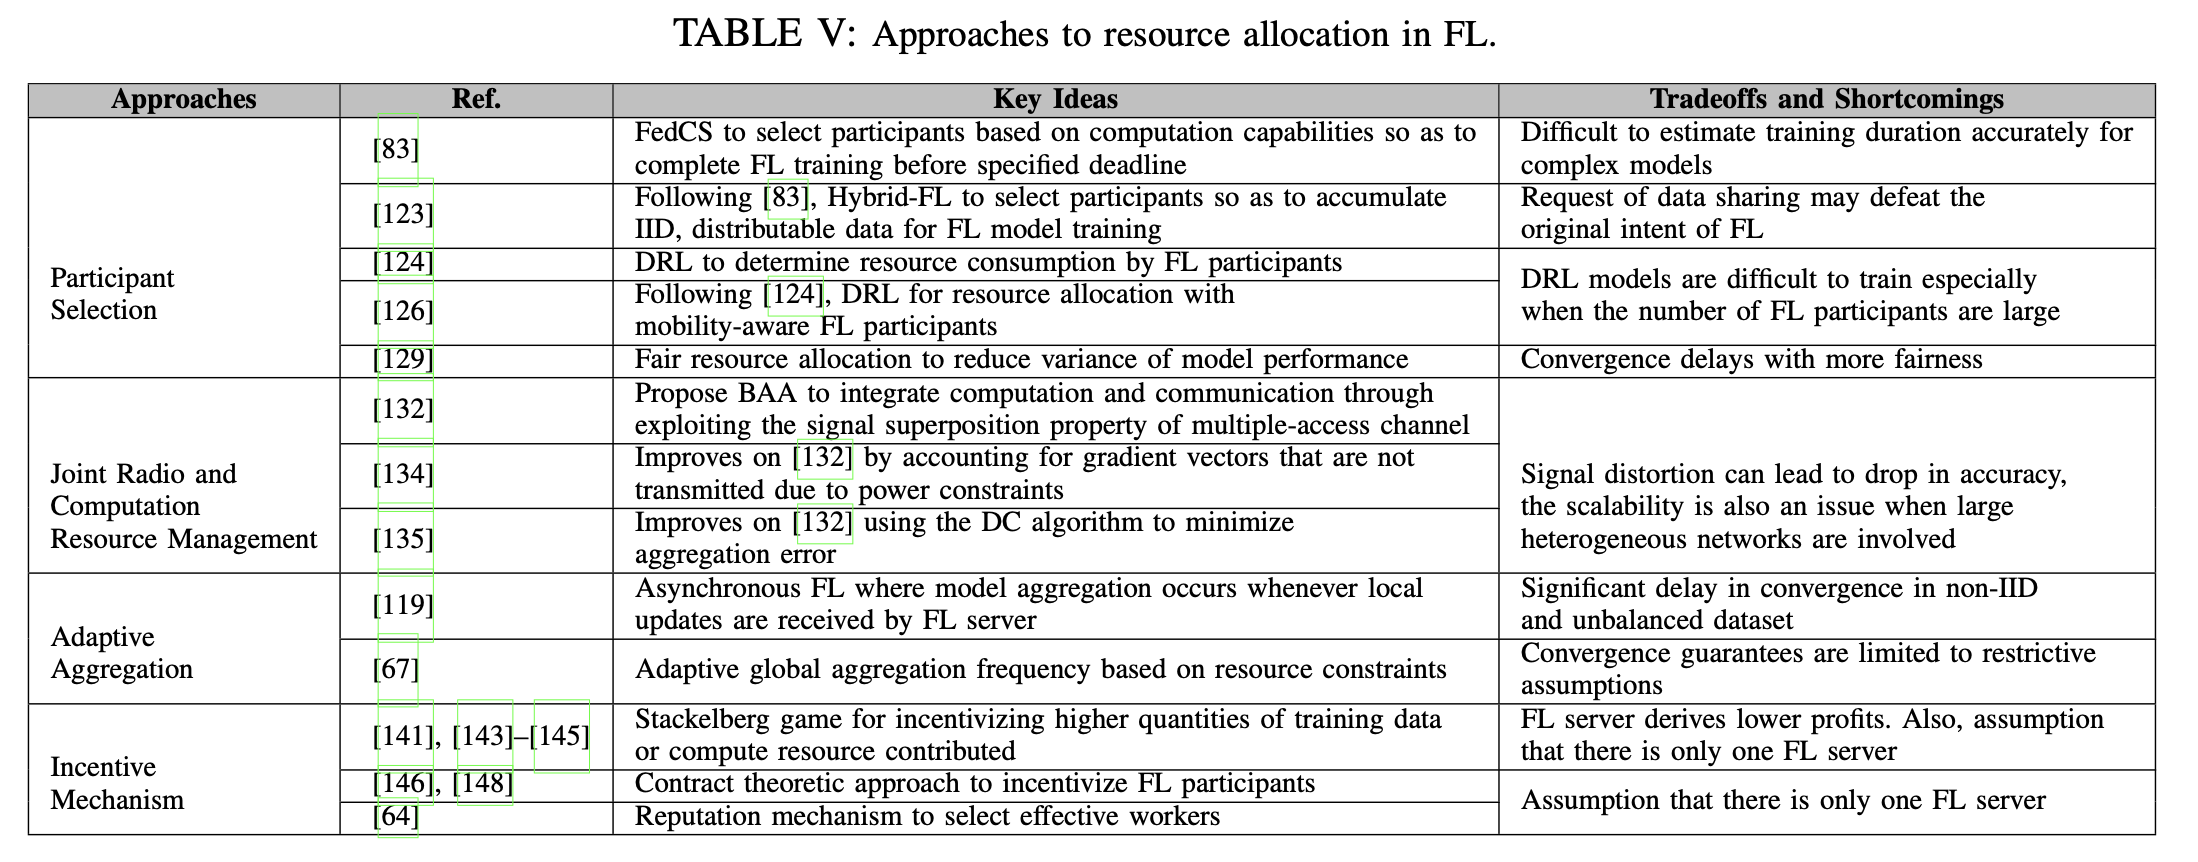 TABLE V: Approaches to resource allocation in FL.
Approaches Ref. Key Ideas Tradeoffs and Shortcomings
Participant
Selection
[83]
FedCS to select participants based on computation capabilities so as to
complete FL training before specified deadline
Difficult to estimate training duration accurately for
complex models
[123]
Following [83], Hybrid-FL to select participants so as to accumulate
IID, distributable data for FL model training
Request of data sharing may defeat the
original intent of FL
[124]
DRL to determine resource consumption by FL participants
DRL models are difficult to train especially
when the number of FL participants are large
[126]
Following [124], DRL for resource allocation with
mobility-aware FL participants
[129]
Fair resource allocation to reduce variance of model performance
Convergence delays with more fairness
Joint Radio and
Computation
Resource Management
[132]
Propose BAA to integrate computation and communication through
exploiting the signal superposition property of multiple-access channel
Signal distortion can lead to drop in accuracy,
the scalability is also an issue when large
heterogeneous networks are involved
[134]
Improves on [132] by accounting for gradient vectors that are not
transmitted due to power constraints
[135]
Improves on [132] using the DC algorithm to minimize
aggregation error
Adaptive
Aggregation
[119]
Asynchronous FL where model aggregation occurs whenever local
updates are received by FL server
Significant delay in convergence in non-IID
and unbalanced dataset
[67]
Adaptive global aggregation frequency based on resource constraints
Convergence guarantees are limited to restrictive
assumptions
Incentive
Mechanism
[141], [143]–[145]
Stackelberg game for incentivizing higher quantities of training data
or compute resource contributed
FL server derives lower profits. Also, assumption
that there is only one FL server
[146], [148]
Contract theoretic approach to incentivize FL participants
Assumption that there is only one FL server
[64]
Reputation mechanism to select effective workers